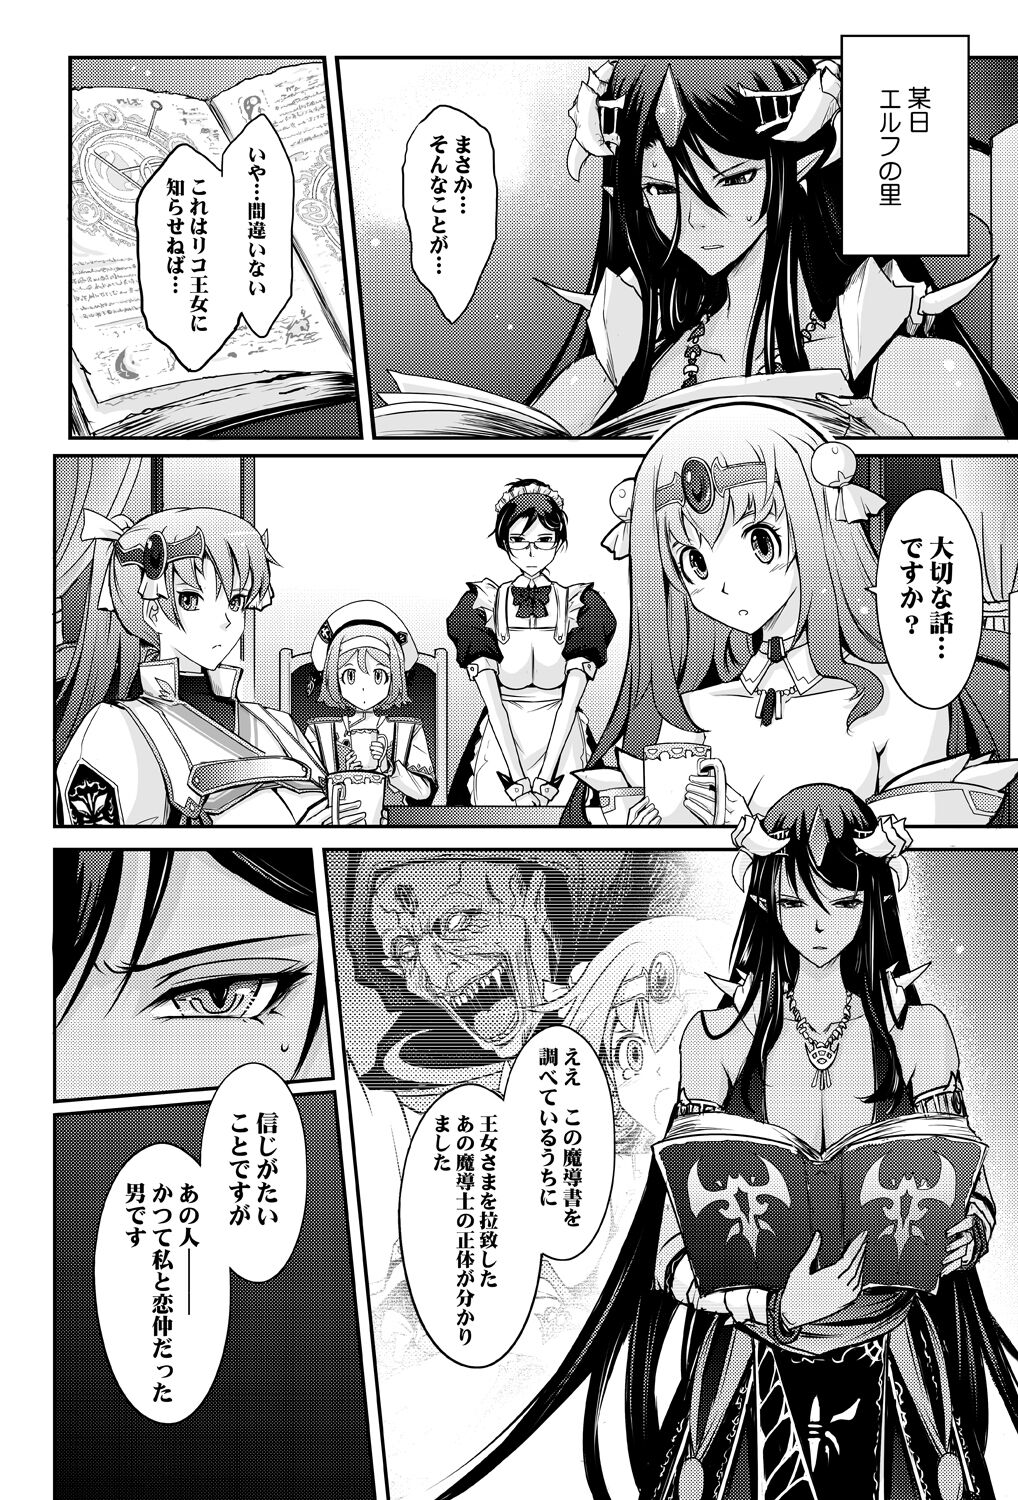 某日
エルフの里
まさか…
そんなことが…
いや…間違いない
これはリコ王女に
知らせねば…
大切な話…
ですか？
ええ　この魔導書を
調べているうちに
王女さまを拉致した
あの魔導士の正体が分かり
ました
信じがたい
ことですが
あの人――
かつて私と恋仲だった
男です